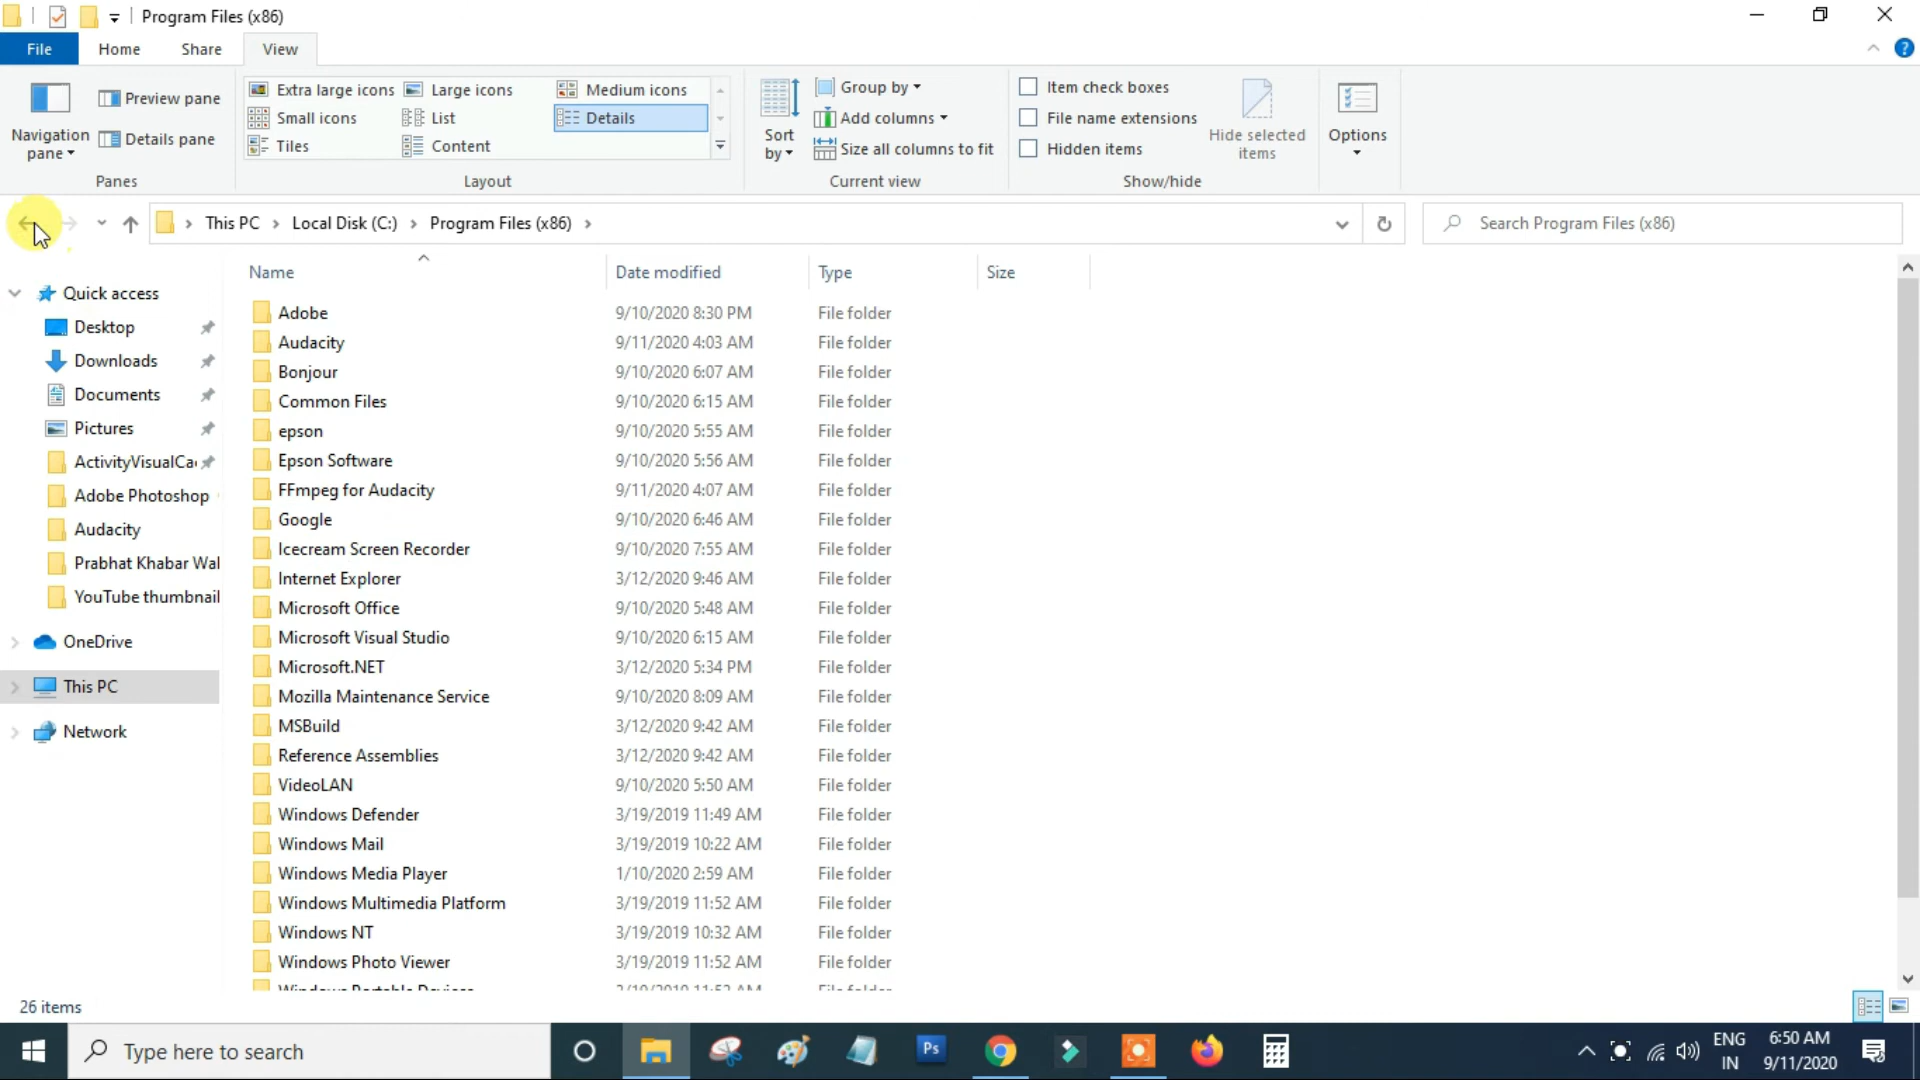 Program Files (x86)
File Home Share View
Navigation pane
Preview pane
Details pane
Panes
Extra large icons Large icons Medium icons
Small icons List Details
Tiles Content
Layout
Sort by
Group by
Add columns
Size all columns to fit
Current view
Item check boxes
File name extensions
Hidden items
Hide selected items
Show/hide
Options
This PC Local Disk (C:) Program Files (x86)
Search Program Files (x86)
Quick access
Desktop
Downloads
Documents
Pictures
ActivityVisualCa
Adobe Photoshop
Audacity
Prabhat Khabar Wal
YouTube thumbnail
OneDrive
This PC
Network
Name Date modified Type Size
Adobe 9/10/2020 8:30 PM File folder
Audacity 9/11/2020 4:03 AM File folder
Bonjour 9/10/2020 6:07 AM File folder
Common Files 9/10/2020 6:15 AM File folder
epson 9/10/2020 5:55 AM File folder
Epson Software 9/10/2020 5:56 AM File folder
FFmpeg for Audacity 9/11/2020 4:07 AM File folder
Google 9/10/2020 6:46 AM File folder
Icecream Screen Recorder 9/10/2020 7:55 AM File folder
Internet Explorer 3/12/2020 9:46 AM File folder
Microsoft Office 9/10/2020 5:48 AM File folder
Microsoft Visual Studio 9/10/2020 6:15 AM File folder
Microsoft.NET 3/12/2020 5:34 PM File folder
Mozilla Maintenance Service 9/10/2020 8:09 AM File folder
MSBuild 3/12/2020 9:42 AM File folder
Reference Assemblies 3/12/2020 9:42 AM File folder
VideoLAN 9/10/2020 5:50 AM File folder
Windows Defender 3/19/2019 11:49 AM File folder
Windows Mail 3/19/2019 10:22 AM File folder
Windows Media Player 1/10/2020 2:59 AM File folder
Windows Multimedia Platform 3/19/2019 11:52 AM File folder
Windows NT 3/19/2019 10:32 AM File folder
Windows Photo Viewer 3/19/2019 11:52 AM File folder
Windows Portable Devices 3/19/2019 11:52 AM File folder
26 items
Type here to search
Ps
ENG
IN
6:50 AM
9/11/2020